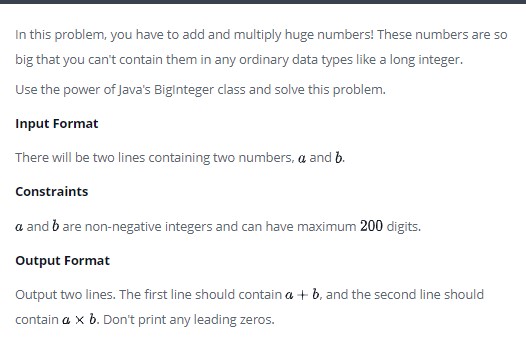 In this problem, you have to add and multiply huge numbers! These numbers are so
big that you can't contain them in any ordinary data types like a long integer.
Use the power of Java's BigInteger class and solve this problem.
Input Format
There will be two lines containing two numbers, a and b.
Constraints
a and b are non-negative integers and can have maximum 200 digits.
Output Format
Output two lines. The first line should contain a + b, and the second line should
contain a × b. Don't print any leading zeros.